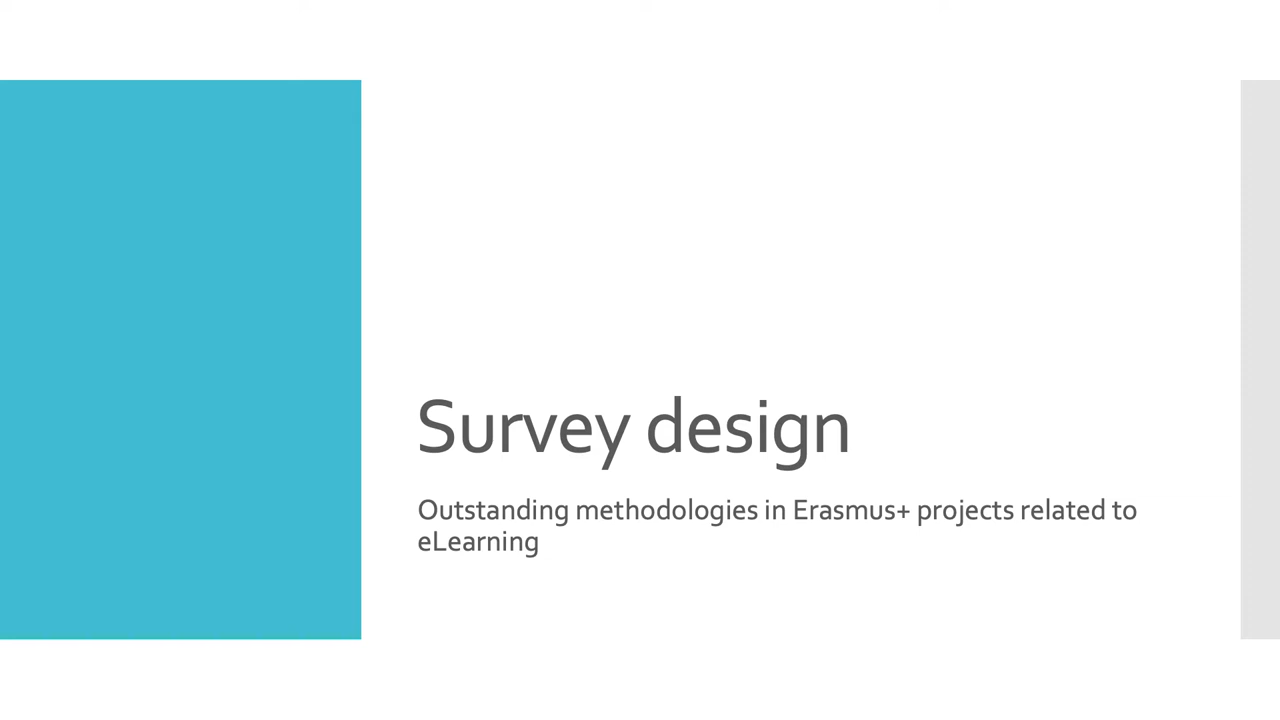 Survey design
Outstanding methodologies in Erasmus+ projects related to
eLearning